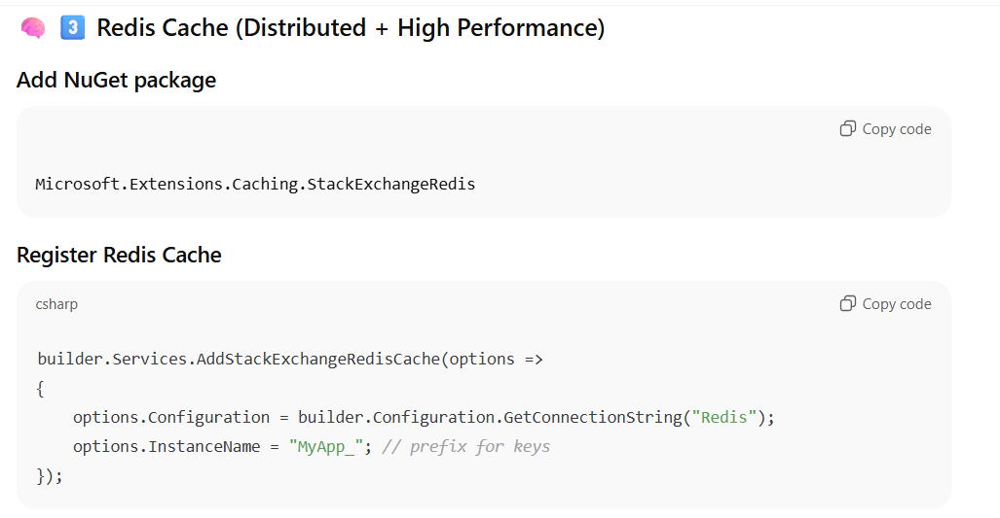 🧠 3️⃣ Redis Cache (Distributed + High Performance)
Add NuGet package
Copy code
Microsoft.Extensions.Caching.StackExchangeRedis
Register Redis Cache
csharp
Copy code
builder.Services.AddStackExchangeRedisCache(options =>
{
    options.Configuration = builder.Configuration.GetConnectionString("Redis");
    options.InstanceName = "MyApp_"; // prefix for keys
});